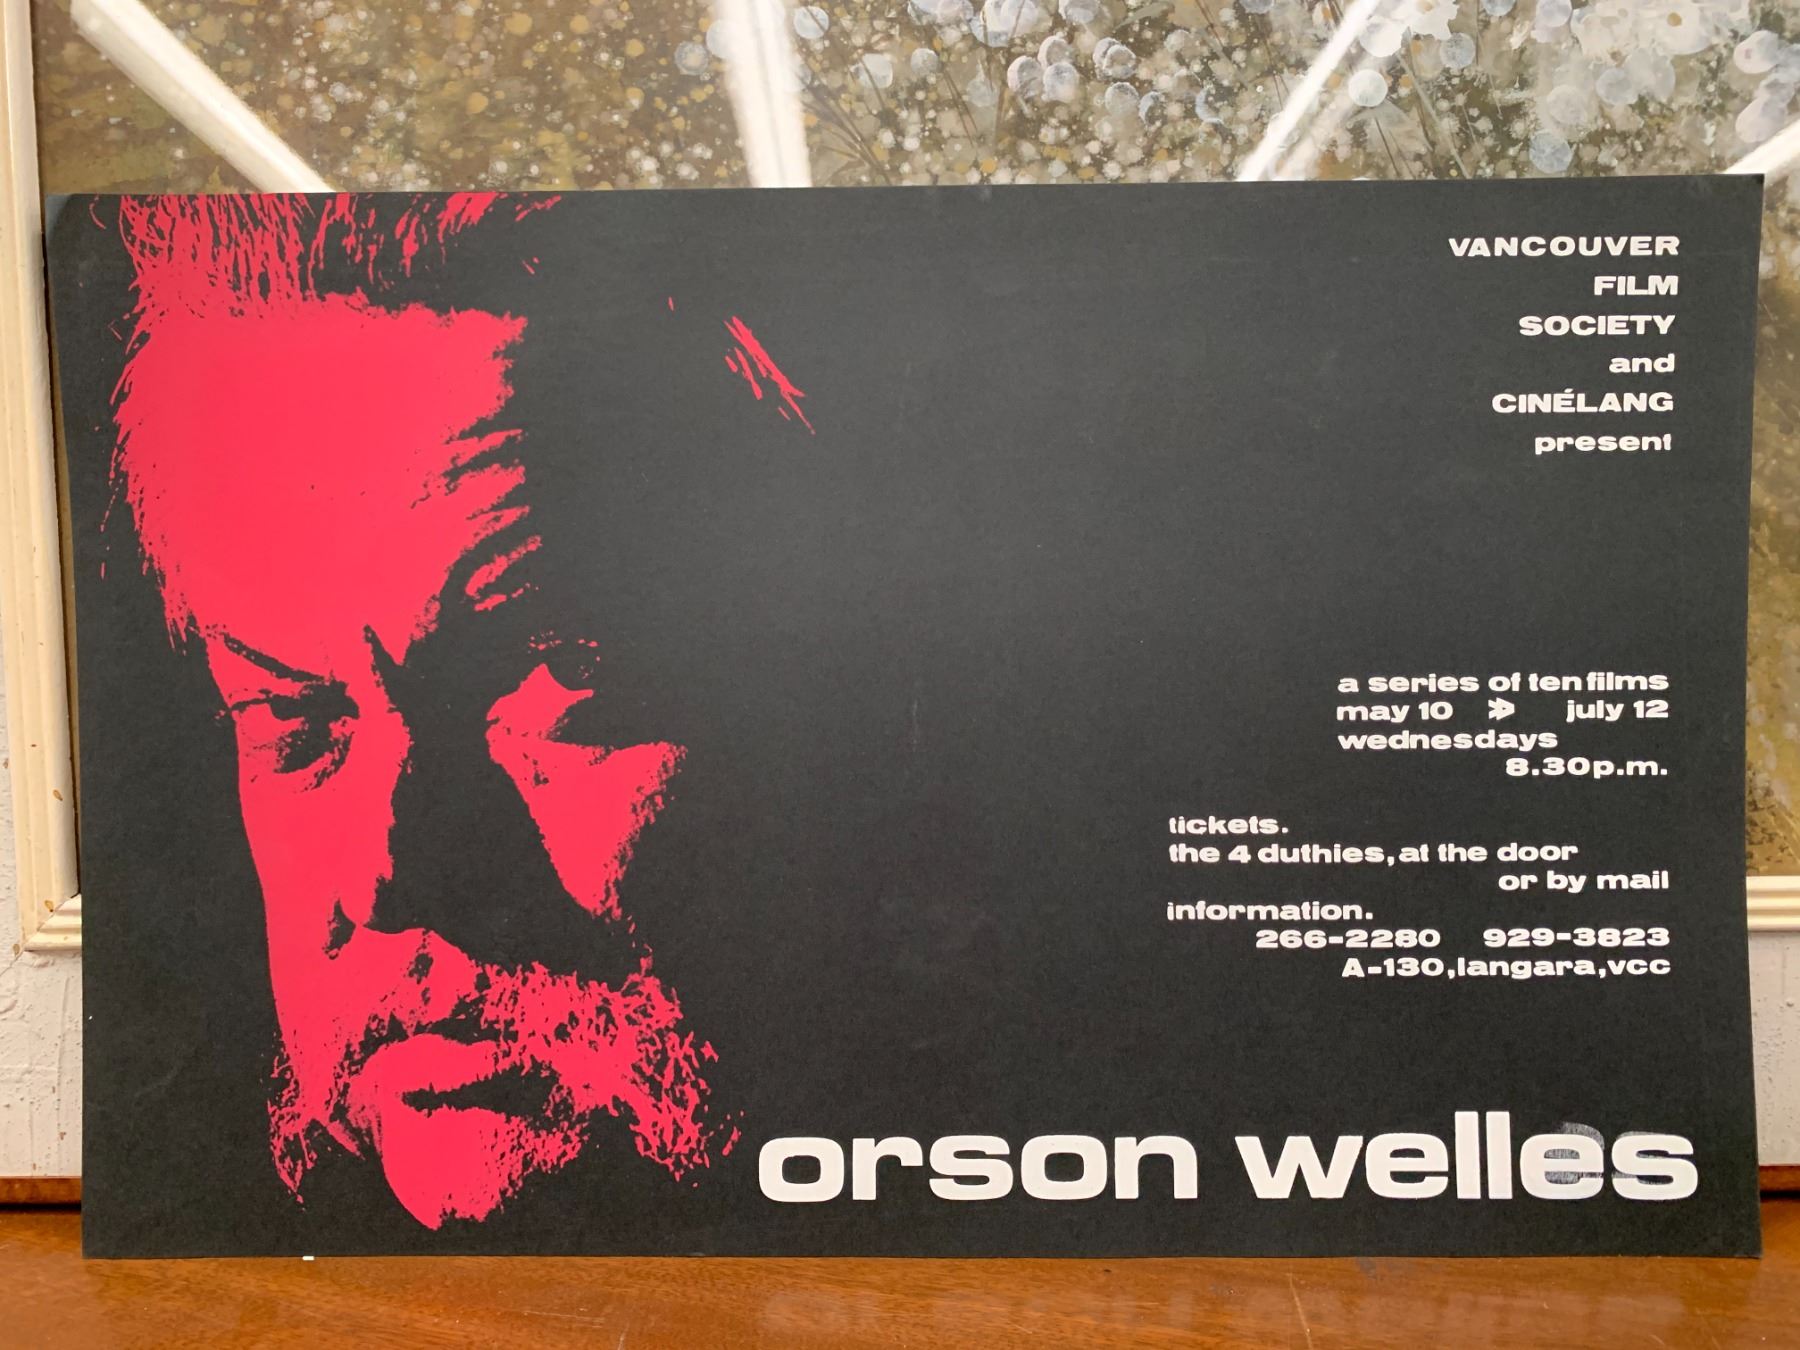 VANCOUVER
FILM
SOCIETY
and
CINÉLANG
present
a series of ten films
may 10 july 12
wednesdays
8.30p.m.
tickets.
the 4 duthies, at the door
or by mail
information.
266-2280 929-3823
A-130, langara, vcc
orson welles